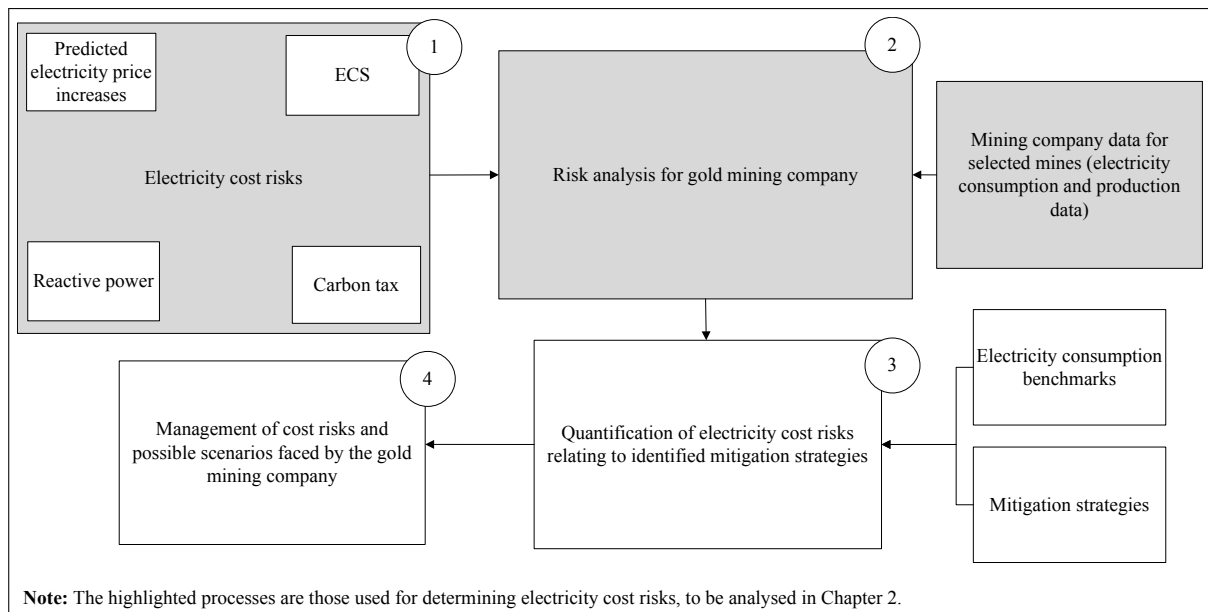 Predicted
electricity price
increases
1
ECS
Electricity cost risks
Reactive power
Carbon tax
2
Risk analysis for gold mining company
Mining company data for
selected mines (electricity
consumption and production
data)
4
Management of cost risks and
possible scenarios faced by the gold
mining company
3
Quantification of electricity cost risks
relating to identified mitigation strategies
Electricity consumption
benchmarks
Mitigation strategies
Note: The highlighted processes are those used for determining electricity cost risks, to be analysed in Chapter 2.